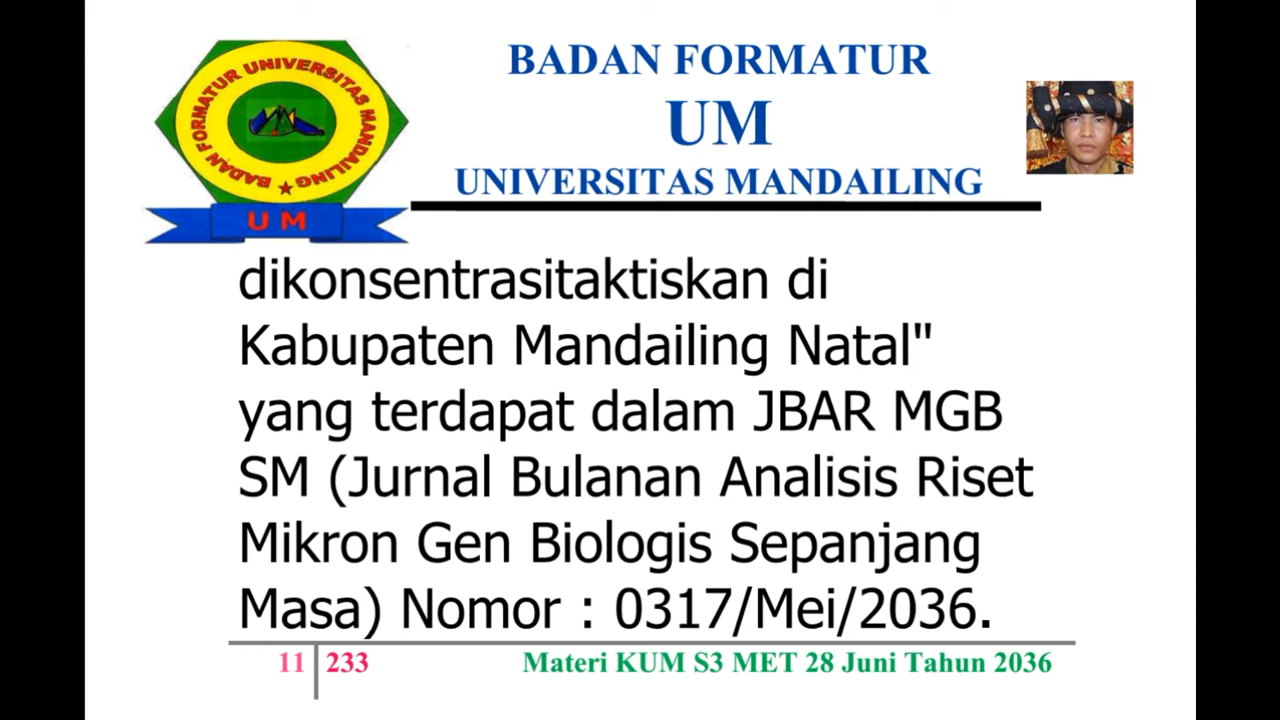 BADAN FORMATUR UNIVERSITAS MANDAILING
U M
BADAN FORMATUR
UM
UNIVERSITAS MANDAILING
dikonsentrasitaktiskan di
Kabupaten Mandailing Natal"
yang terdapat dalam JBAR MGB
SM (Jurnal Bulanan Analisis Riset
Mikron Gen Biologis Sepanjang
Masa) Nomor : 0317/Mei/2036.
11 233
Materi KUM S3 MET 28 Juni Tahun 2036